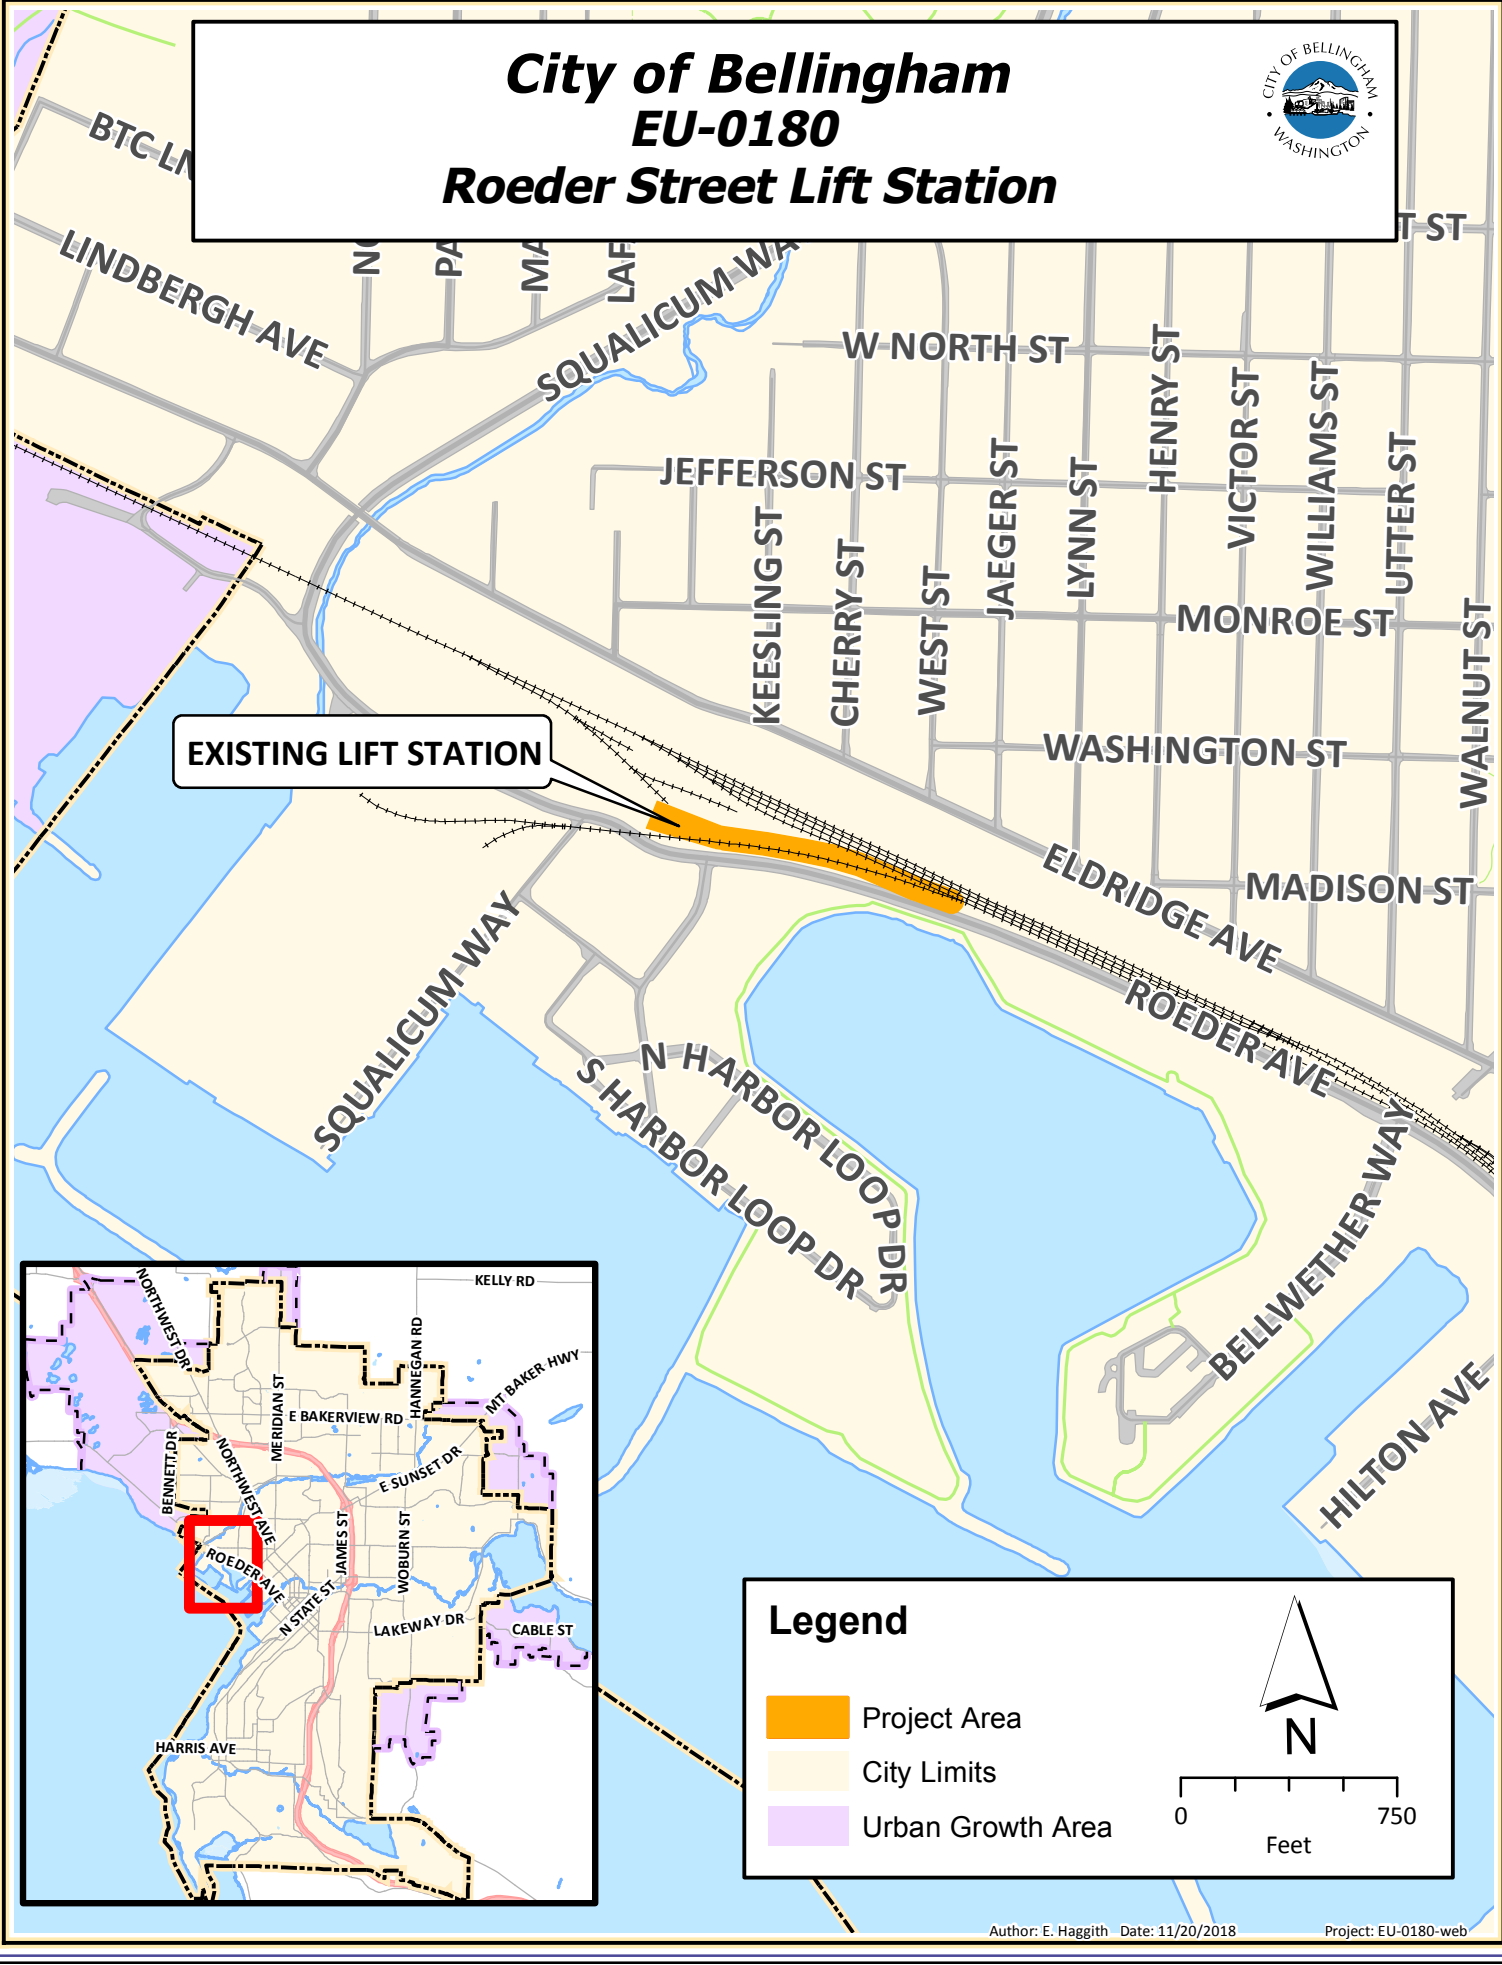 City of Bellingham
EU-0180
Roeder Street Lift Station
CITY OF BELLINGHAM
• WASHINGTON •
BTC LN
LINDBERGH AVE
SQUALICUM WA
T ST
NO
PA
MA
LAF
W NORTH ST
JEFFERSON ST
HENRY ST
VICTOR ST
WILLIAMS ST
UTTER ST
JAEGER ST
LYNN ST
KEESLING ST
CHERRY ST
WEST ST
MONROE ST
WALNUT ST
WASHINGTON ST
EXISTING LIFT STATION
ELDRIDGE AVE
MADISON ST
SQUALICUM WAY
ROEDER AVE
N HARBOR LOOP DR
S HARBOR LOOP DR
BELLWETHER WAY
HILTON AVE
KELLY RD
NORTHWEST DR
HANNEGAN RD
MT BAKER HWY
MERIDIAN ST
E BAKERVIEW RD
BENNETT DR
NORTHWEST AVE
E SUNSET DR
JAMES ST
WOBURN ST
ROEDER AVE
N STATE ST
LAKEWAY DR
CABLE ST
HARRIS AVE
Legend
Project Area
City Limits
Urban Growth Area
N
0 750
Feet
Author: E. Haggith Date: 11/20/2018 Project: EU-0180-web